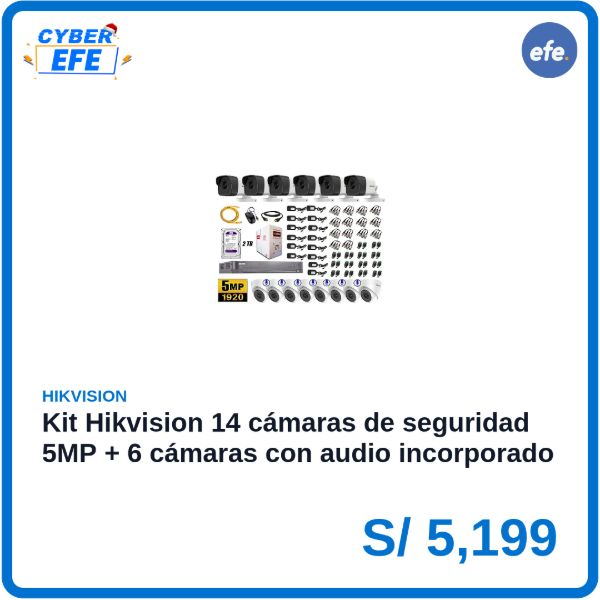 CYBER
EFE
efe.
2 TB
5MP
1920
HIKVISION
Kit Hikvision 14 cámaras de seguridad
5MP + 6 cámaras con audio incorporado
S/ 5,199